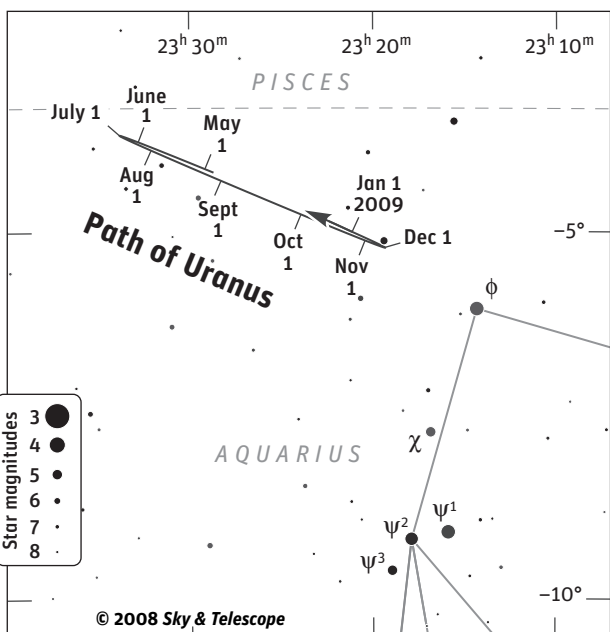 23ʰ 30ᵐ
23ʰ 20ᵐ
23ʰ 10ᵐ
PISCES
June
1
July 1
May
1
Aug
1
Sept
1
Jan 1
2009
Oct
1
Dec 1
Nov
1
–5°
Path of Uranus
ϕ
χ
AQUARIUS
ψ¹
ψ²
ψ³
–10°
Star magnitudes
3
4
5
6
7
8
© 2008 Sky & Telescope